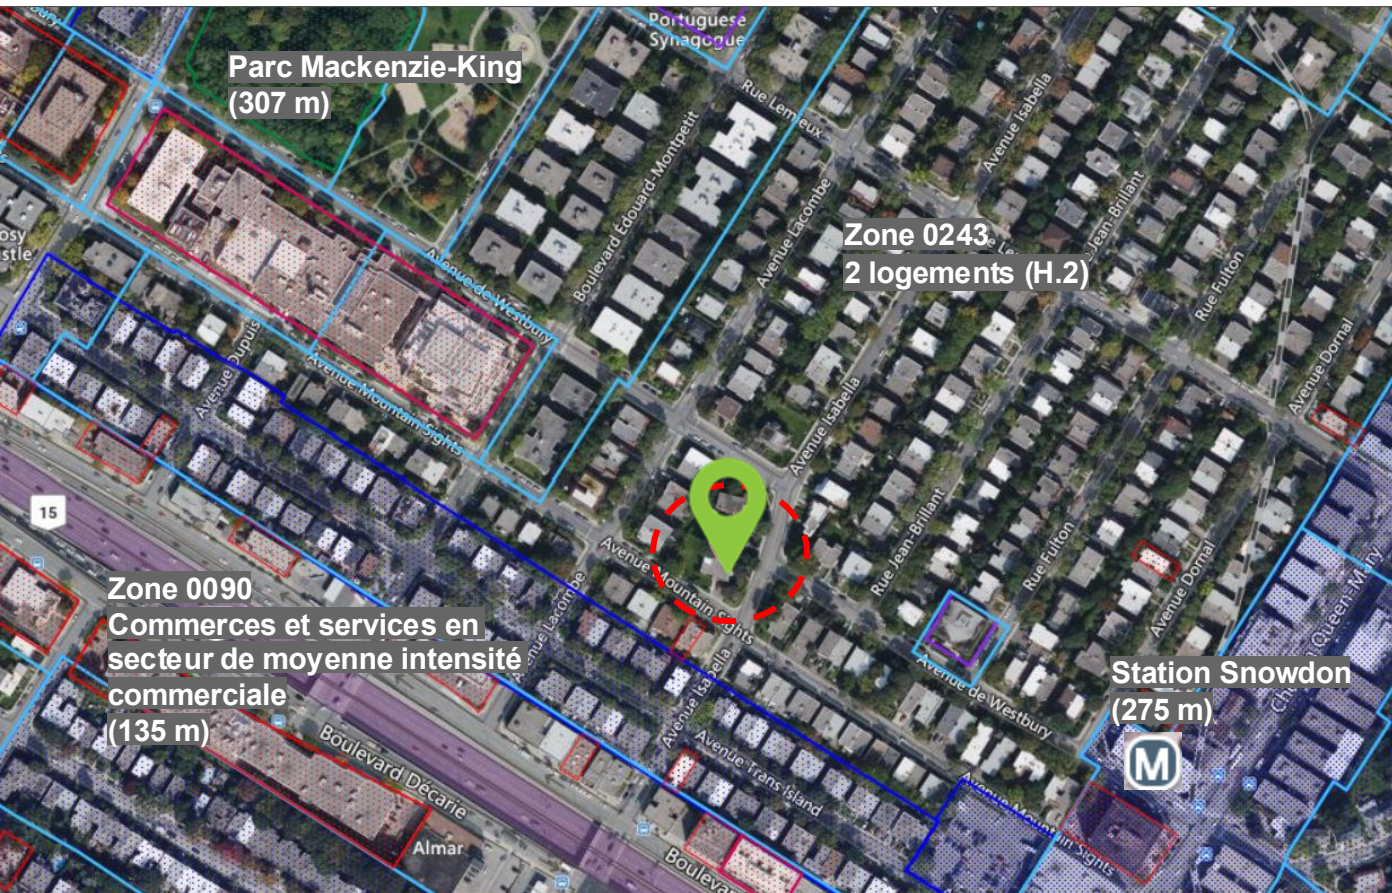 Portuguese
Synagogue
Parc Mackenzie-King
(307 m)
Rue Lemieux
Avenue Isabella
Boulevard Édouard-Montpetit
Avenue Lacombe
Jean-Brillant
Zone 0243
2 logements (H.2)
Rue Fulton
Avenue de Westbury
Avenue Dupuis
Avenue Mountain Sights
Avenue Dornal
Avenue Isabella
15
Rue Jean-Brillant
Rue Fulton
Avenue Dornal
Queen-Mary
Avenue Mountain Sights
Zone 0090
Commerces et services en
secteur de moyenne intensité
commerciale
(135 m)
Avenue Lacombe
Avenue Isabella
Avenue de Westbury
Station Snowdon
(275 m)
M
Avenue Trans Island
Boulevard Décarie
Almar
Sights